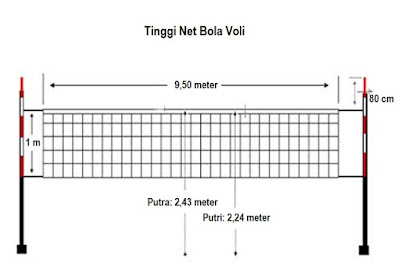 Tinggi Net Bola Voli
9,50 meter
80 cm
1 m
Putra: 2,43 meter
Putri: 2,24 meter